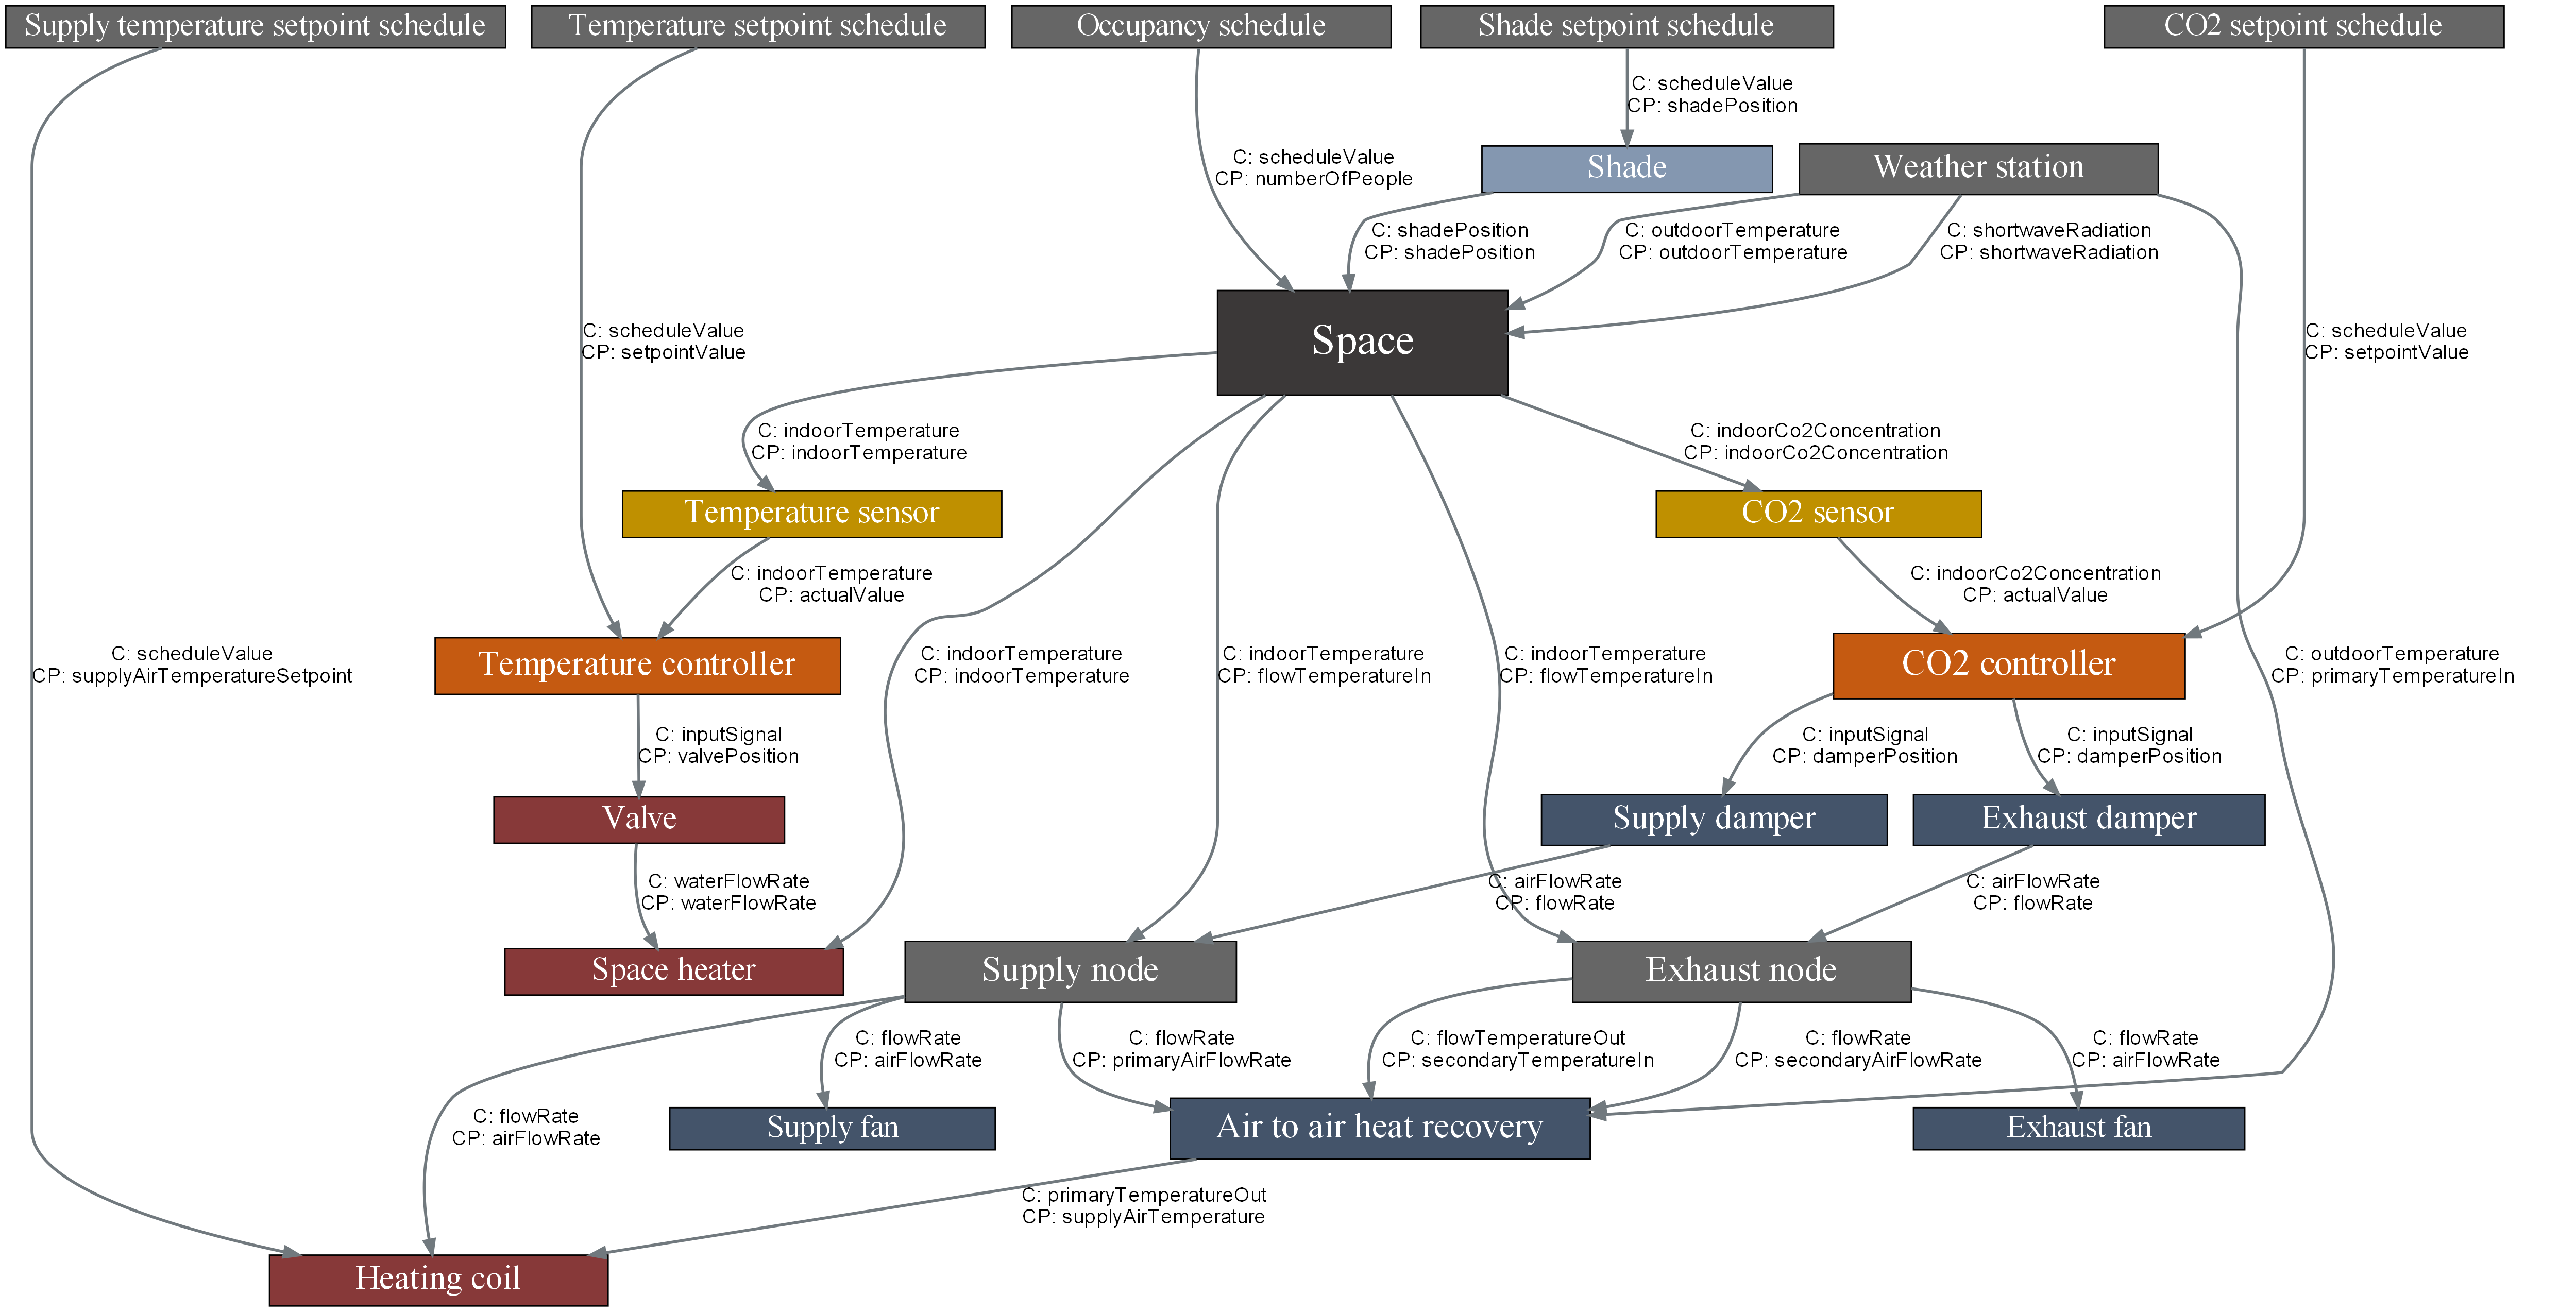 Supply temperature setpoint schedule
Temperature setpoint schedule
Occupancy schedule
Shade setpoint schedule
CO2 setpoint schedule
C: scheduleValue
CP: shadePosition
C: scheduleValue
CP: numberOfPeople
Shade
Weather station
C: shadePosition
CP: shadePosition
C: outdoorTemperature
CP: outdoorTemperature
C: shortwaveRadiation
CP: shortwaveRadiation
C: scheduleValue
CP: setpointValue
Space
C: scheduleValue
CP: setpointValue
C: indoorTemperature
CP: indoorTemperature
C: indoorCo2Concentration
CP: indoorCo2Concentration
Temperature sensor
CO2 sensor
C: indoorTemperature
CP: actualValue
C: indoorCo2Concentration
CP: actualValue
C: scheduleValue
CP: supplyAirTemperatureSetpoint
Temperature controller
C: indoorTemperature
CP: indoorTemperature
C: indoorTemperature
CP: flowTemperatureIn
C: indoorTemperature
CP: flowTemperatureIn
CO2 controller
C: outdoorTemperature
CP: primaryTemperatureIn
C: inputSignal
CP: valvePosition
C: inputSignal
CP: damperPosition
C: inputSignal
CP: damperPosition
Valve
Supply damper
Exhaust damper
C: waterFlowRate
CP: waterFlowRate
C: airFlowRate
CP: flowRate
C: airFlowRate
CP: flowRate
Space heater
Supply node
Exhaust node
C: flowRate
CP: airFlowRate
C: flowRate
CP: primaryAirFlowRate
C: flowTemperatureOut
CP: secondaryTemperatureIn
C: flowRate
CP: secondaryAirFlowRate
C: flowRate
CP: airFlowRate
C: flowRate
CP: airFlowRate
Supply fan
Air to air heat recovery
Exhaust fan
C: primaryTemperatureOut
CP: supplyAirTemperature
Heating coil